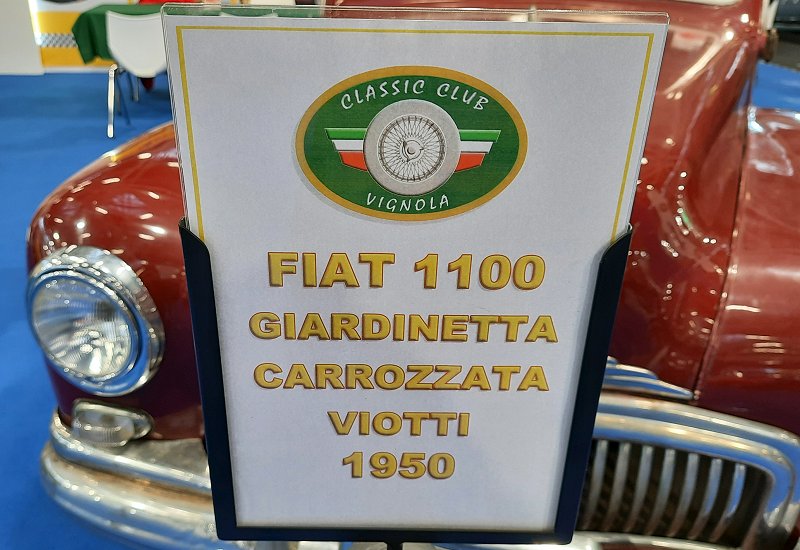 CLASSIC CLUB
VIGNOLA
FIAT 1100
GIARDINETTA
CARROZZATA
VIOTTI
1950